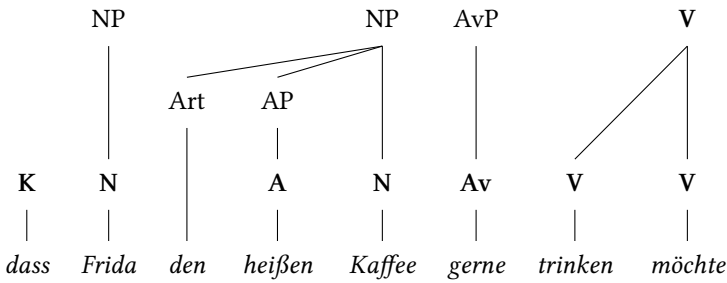 NP NP AvP V
Art AP
K N A N Av V V
dass Frida den heißen Kaffee gerne trinken möchte